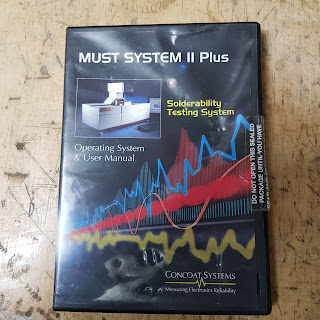 MUST SYSTEM II Plus
Solderability
Testing System
Operating System
& User Manual
DO NOT OPEN THIS SEALED
PACKAGE UNTIL YOU HAVE
CONCOAT SYSTEMS
Measuring Electronics Reliability